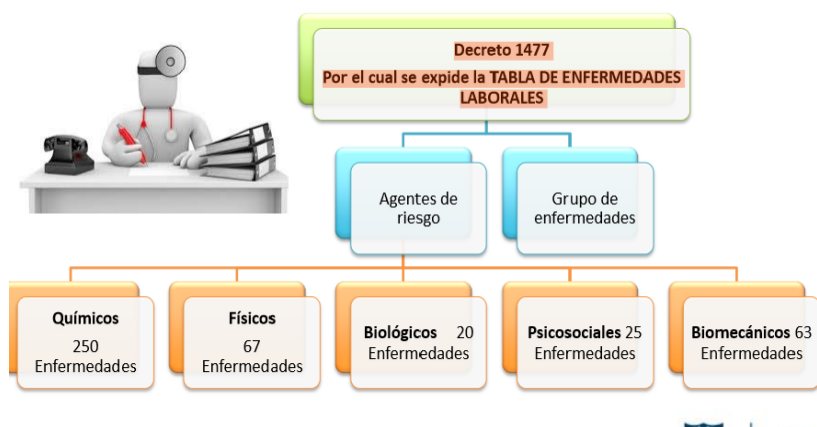 Decreto 1477
Por el cual se expide la TABLA DE ENFERMEDADES
LABORALES
Agentes de
riesgo
Grupo de
enfermedades
Químicos
250
Enfermedades
Físicos
67
Enfermedades
Biológicos 20
Enfermedades
Psicosociales 25
Enfermedades
Biomecánicos 63
Enfermedades